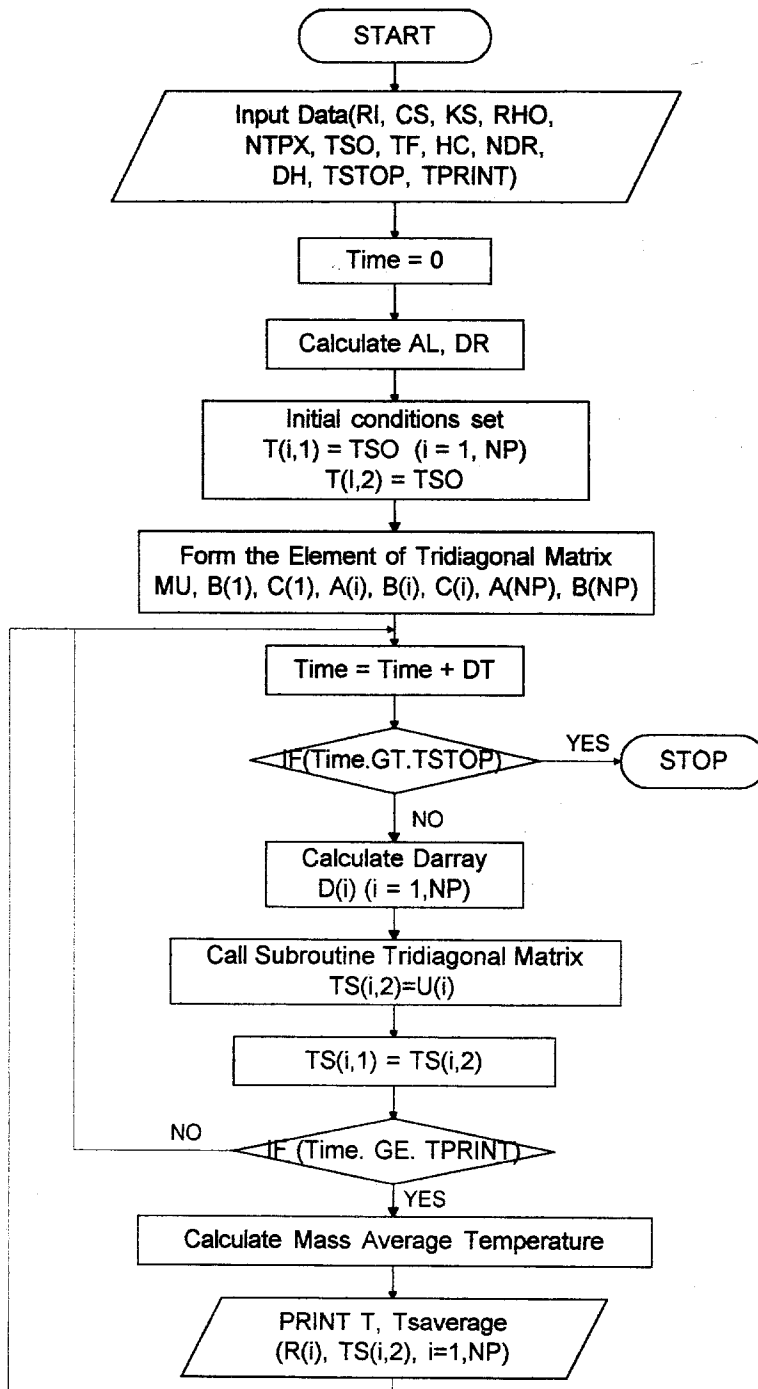 START
Input Data(RI, CS, KS, RHO,
NTPX, TSO, TF, HC, NDR,
DH, TSTOP, TPRINT)
Time = 0
Calculate AL, DR
Initial conditions set
T(i,1) = TSO (i = 1, NP)
T(I,2) = TSO
Form the Element of Tridiagonal Matrix
MU, B(1), C(1), A(i), B(i), C(i), A(NP), B(NP)
Time = Time + DT
IF(Time.GT.TSTOP)
YES
STOP
NO
Calculate Darray
D(i) (i = 1,NP)
Call Subroutine Tridiagonal Matrix
TS(i,2)=U(i)
TS(i,1) = TS(i,2)
NO
IF (Time. GE. TPRINT)
YES
Calculate Mass Average Temperature
PRINT T, Tsaverage
(R(i), TS(i,2), i=1,NP)